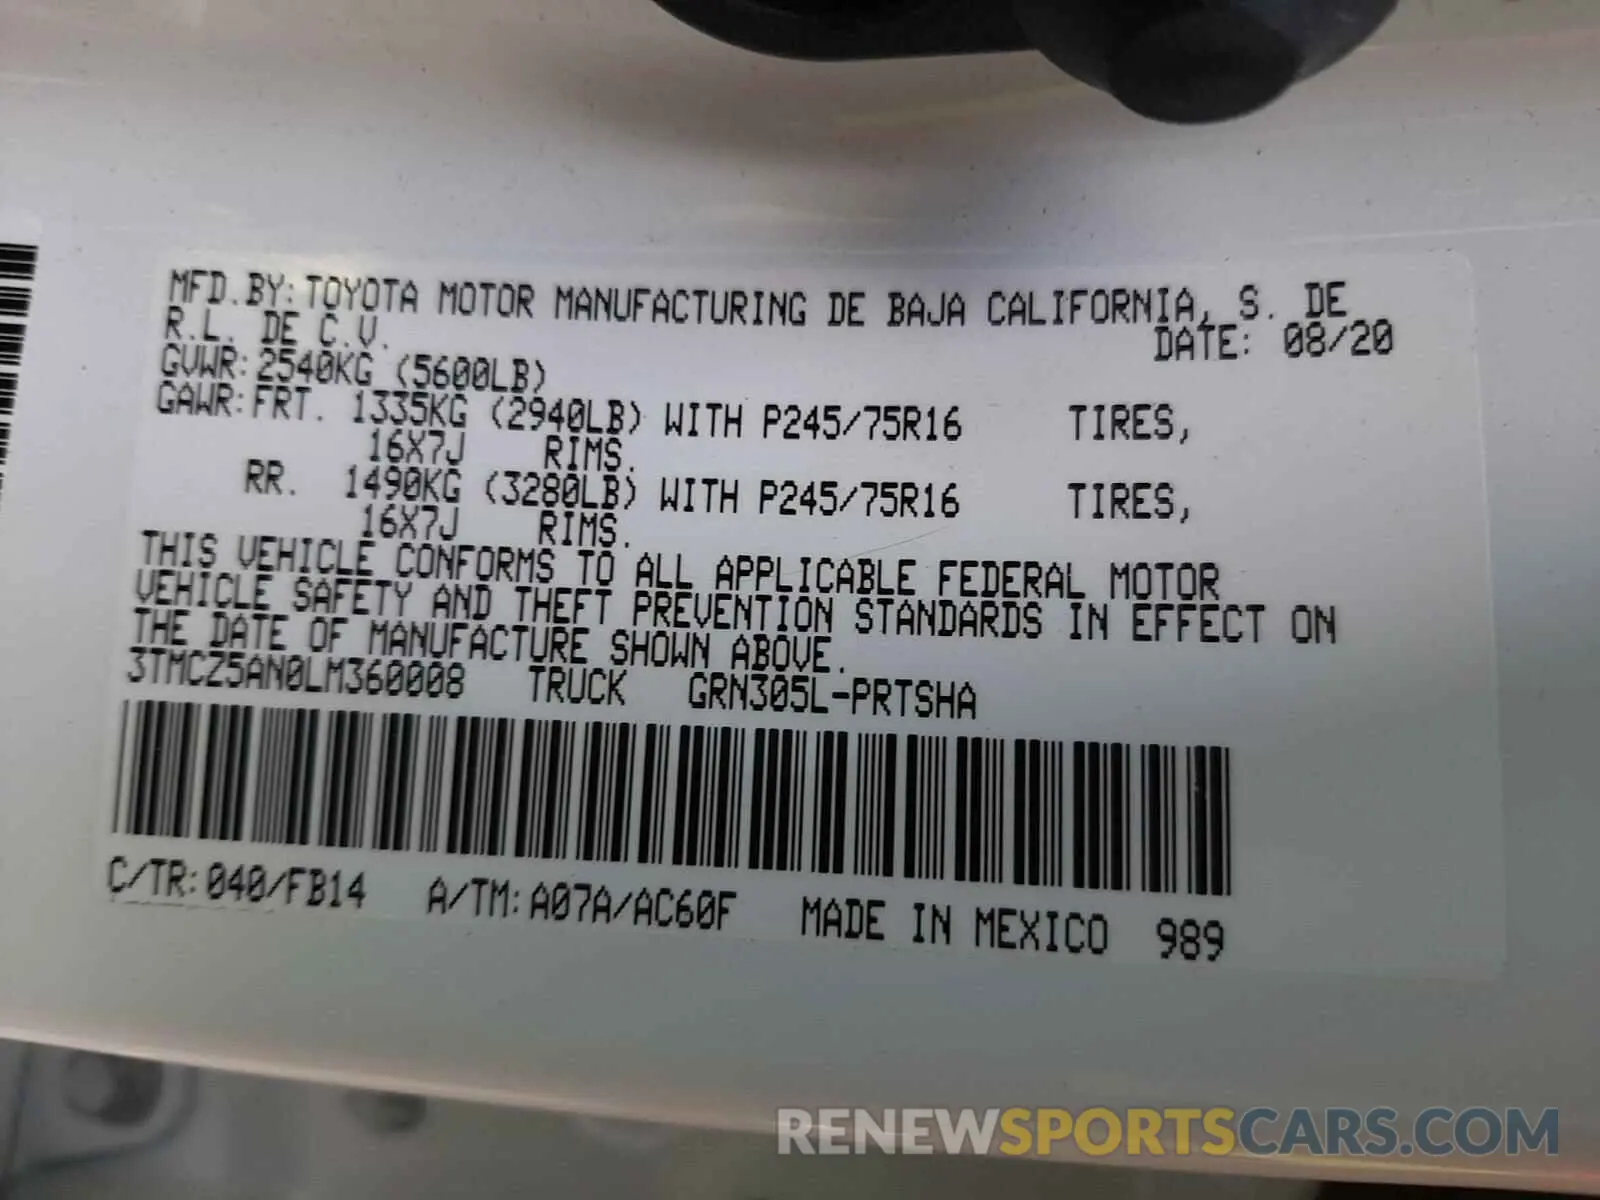 MFD.BY:TOYOTA MOTOR MANUFACTURING DE BAJA CALIFORNIA, S. DE
R.L. DE C.V. DATE: 08/20
GVWR:2540KG (5600LB)
GAWR:FRT. 1335KG (2940LB) WITH P245/75R16 TIRES,
16X7J RIMS.
RR. 1490KG (3280LB) WITH P245/75R16 TIRES,
16X7J RIMS.
THIS VEHICLE CONFORMS TO ALL APPLICABLE FEDERAL MOTOR
VEHICLE SAFETY AND THEFT PREVENTION STANDARDS IN EFFECT ON
THE DATE OF MANUFACTURE SHOWN ABOVE.
3TMCZ5AN0LM360008 TRUCK GRN305L-PRTSHA
C/TR:040/FB14 A/TM:A07A/AC60F MADE IN MEXICO 989
RENEWSPORTSCARS.COM